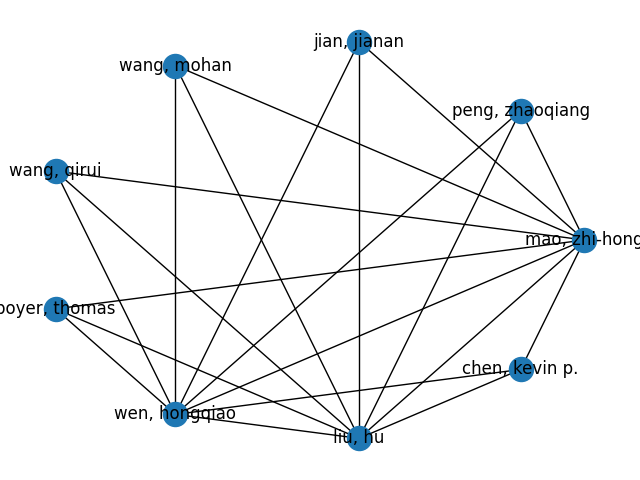 jian, jianan
wang, mohan
peng, zhaoqiang
wang, qirui
mao, zhi-hong
boyer, thomas
chen, kevin p.
wen, hongqiao
liu, hu